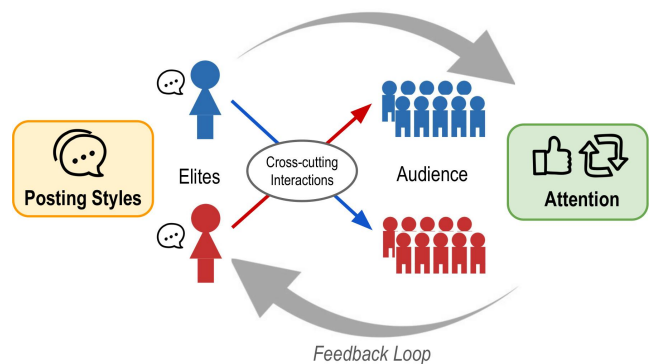 Posting Styles
Elites
Cross-cutting
Interactions
Audience
Attention
Feedback Loop